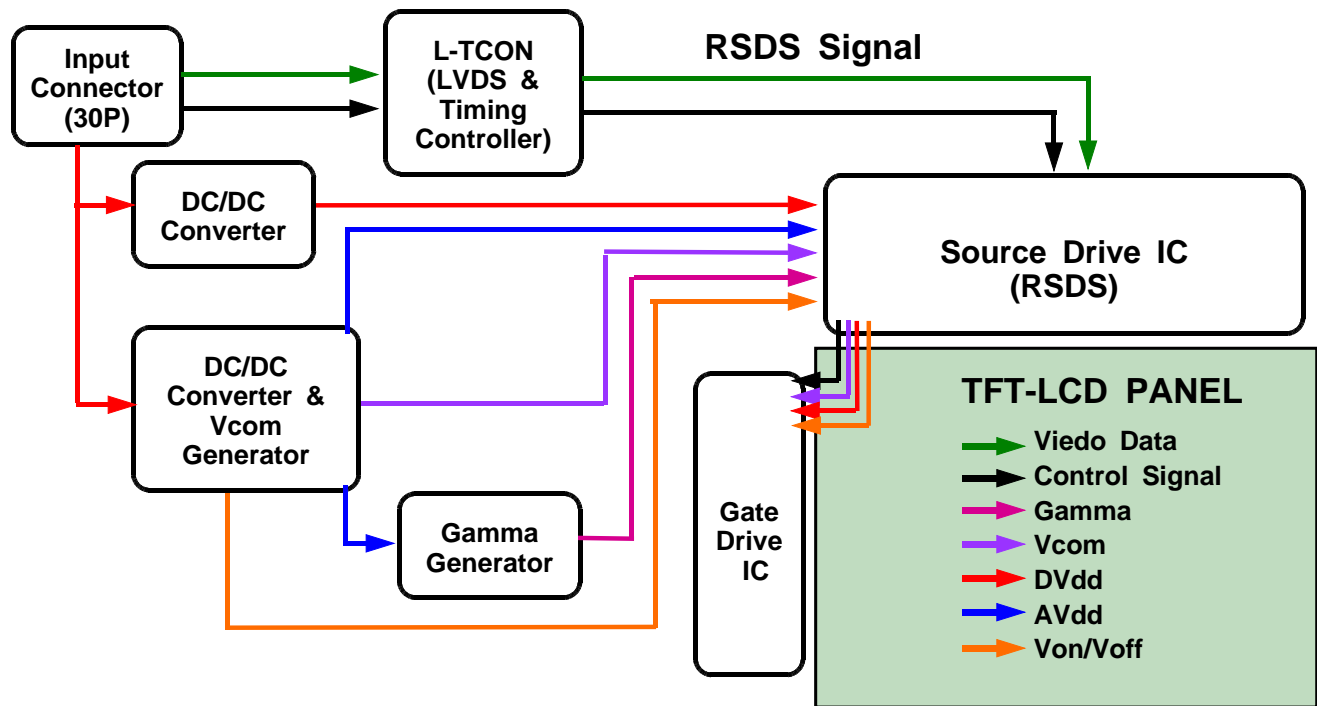 Input
Connector
(30P)
L-TCON
(LVDS &
Timing
Controller)
RSDS Signal
DC/DC
Converter
Source Drive IC
(RSDS)
DC/DC
Converter &
Vcom
Generator
Gamma
Generator
Gate
Drive
IC
TFT-LCD PANEL
Viedo Data
Control Signal
Gamma
Vcom
DVdd
AVdd
Von/Voff